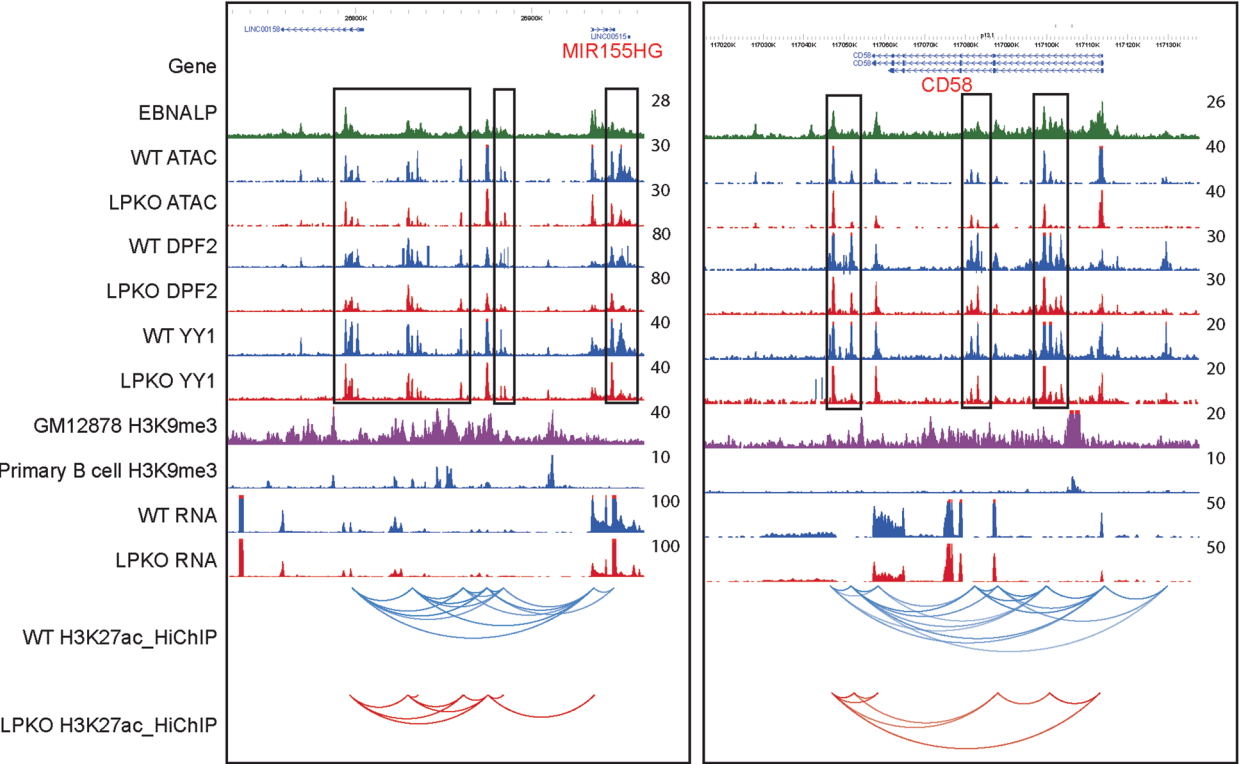 26800K 26900K
LINC00158
LINC00515
MIR155HG
p13.1
117020K 117030K 117040K 117050K 117060K 117070K 117080K 117090K 117100K 117110K 117120K 117130K
CD58
CD58
CD58
Gene
EBNALP 28 26
WT ATAC 30 40
LPKO ATAC 30 40
WT DPF2 80 30
LPKO DPF2 80 30
WT YY1 40 20
LPKO YY1 40 20
GM12878 H3K9me3 40 20
Primary B cell H3K9me3 10 10
WT RNA 100 50
LPKO RNA 100 50
WT H3K27ac_HiChIP
LPKO H3K27ac_HiChIP